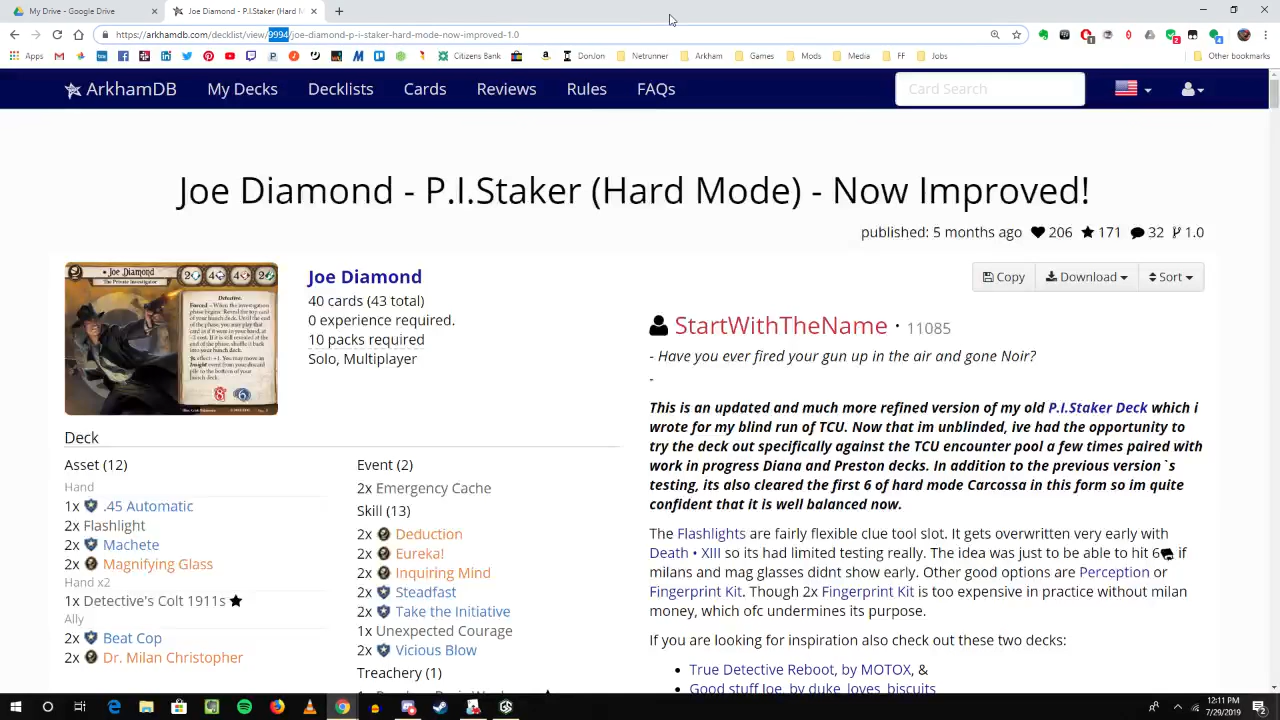 My Drive - Google Drive
Joe Diamond - P.I.Staker (Hard M
https://arkhamdb.com/decklist/view/9994/joe-diamond-p-i-staker-hard-mode-now-improved-1.0
Apps
Citizens Bank
DonJon
Netrunner
Arkham
Games
Mods
Media
FF
Jobs
Other bookmarks
ArkhamDB
My Decks
Decklists
Cards
Reviews
Rules
FAQs
Card Search
Joe Diamond - P.I.Staker (Hard Mode) - Now Improved!
published: 5 months ago 206 171 32 1.0
Joe Diamond
The Private Investigator
Joe Diamond
40 cards (43 total)
0 experience required.
10 packs required
Solo, Multiplayer
Copy
Download
Sort
Deck
Asset (12)
Hand
1x .45 Automatic
2x Flashlight
2x Machete
2x Magnifying Glass
Hand x2
1x Detective's Colt 1911s
Ally
2x Beat Cop
2x Dr. Milan Christopher
Event (2)
2x Emergency Cache
Skill (13)
2x Deduction
2x Eureka!
2x Inquiring Mind
2x Steadfast
2x Take the Initiative
1x Unexpected Courage
2x Vicious Blow
Treachery (1)
StartWithTheName · 11085
- Have you ever fired your gun up in the air and gone Noir?
-
This is an updated and much more refined version of my old P.I.Staker Deck which i
wrote for my blind run of TCU. Now that im unblinded, ive had the opportunity to
try the deck out specifically against the TCU encounter pool a few times paired with
work in progress Diana and Preston decks. In addition to the previous version`s
testing, its also cleared the first 6 of hard mode Carcossa in this form so im quite
confident that it is well balanced now.
The Flashlights are fairly flexible clue tool slot. It gets overwritten very early with
Death • XIII so its had limited testing really. The idea was just to be able to hit 6 if
milans and mag glasses didnt show early. Other good options are Perception or
Fingerprint Kit. Though 2x Fingerprint Kit is too expensive in practice without milan
money, which ofc undermines its purpose.
If you are looking for inspiration also check out these two decks:
True Detective Reboot, by MOTOX, &
Good stuff Joe, by duke_loves_biscuits
12:11 PM
7/29/2019